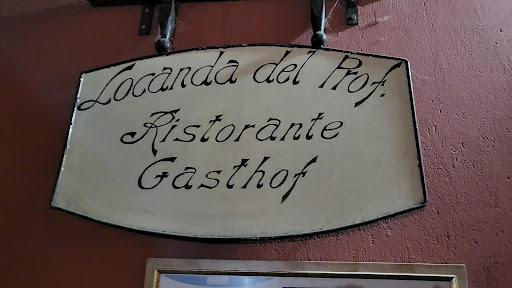 Locanda del Prof.
Ristorante
Gasthof